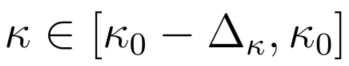 κ ∈ [κ₀ − Δ_κ, κ₀]